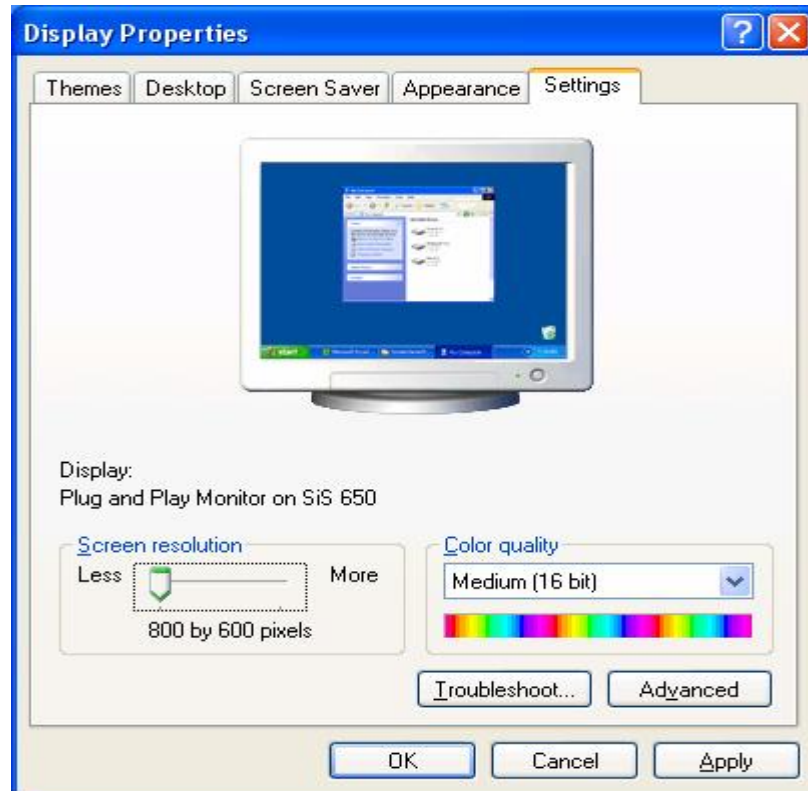 Display Properties
Themes Desktop Screen Saver Appearance Settings
start
Display:
Plug and Play Monitor on SiS 650
Screen resolution
Less More
800 by 600 pixels
Color quality
Medium (16 bit)
Troubleshoot... Advanced
OK Cancel Apply